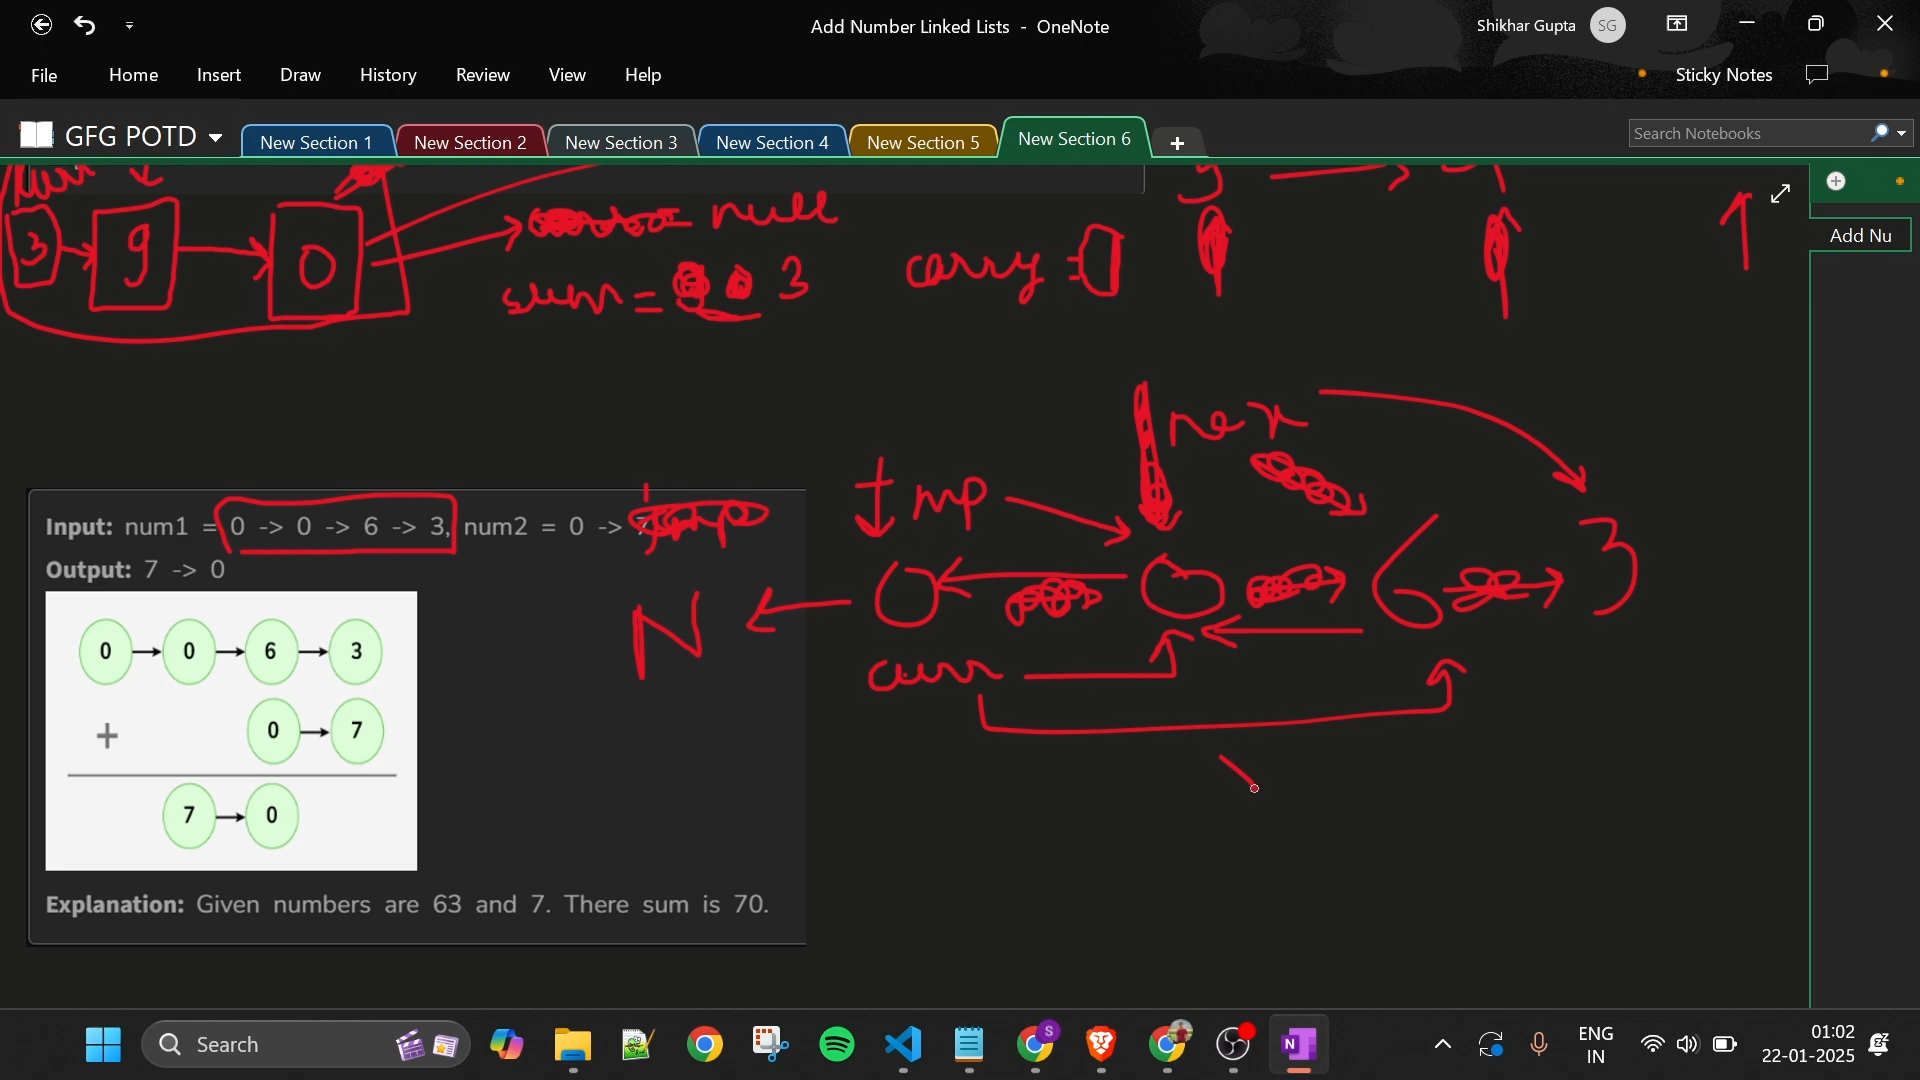 Add Number Linked Lists - OneNote
Shikhar Gupta
SG
File Home Insert Draw History Review View Help
Sticky Notes
GFG POTD
New Section 1
New Section 2
New Section 3
New Section 4
New Section 5
New Section 6
+
Search Notebooks
Add Nu
3 9 0
null
sum = 3
carry =
nex
tmp
N 0 0 6 3
curr
Input: num1 = 0 -> 0 -> 6 -> 3, num2 = 0 -> 7
Output: 7 -> 0
0 0 6 3
+ 0 7
7 0
Explanation: Given numbers are 63 and 7. There sum is 70.
Search
ENG
IN
01:02
22-01-2025